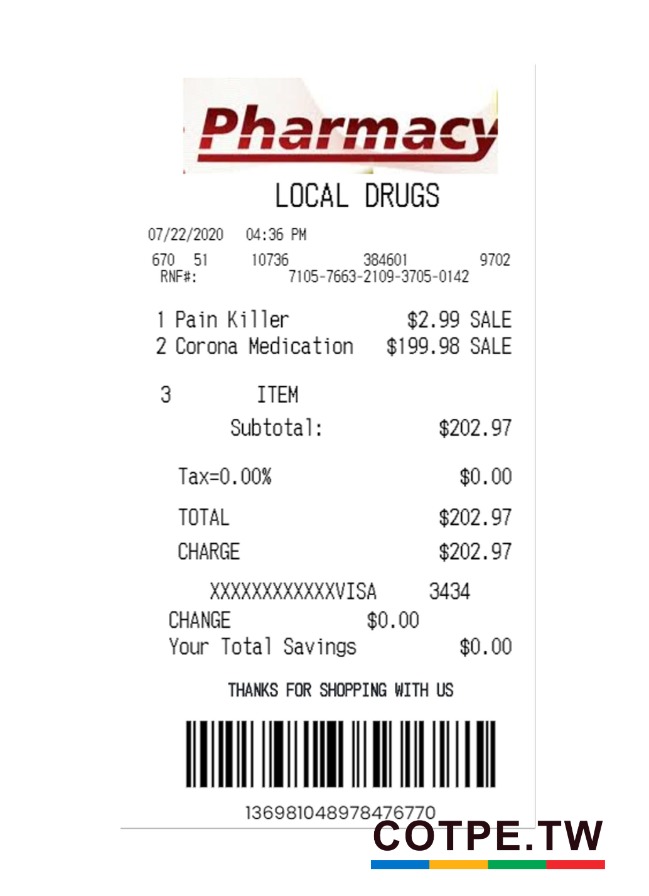 Pharmacy
LOCAL DRUGS
07/22/2020 04:36 PM
670 51 10736 384601 9702
RNF#: 7105-7663-2109-3705-0142
1 Pain Killer $2.99 SALE
2 Corona Medication $199.98 SALE
3 ITEM
Subtotal: $202.97
Tax=0.00% $0.00
TOTAL $202.97
CHARGE $202.97
XXXXXXXXXXXXVISA 3434
CHANGE $0.00
Your Total Savings $0.00
THANKS FOR SHOPPING WITH US
136981048978476770
COTPE.TW